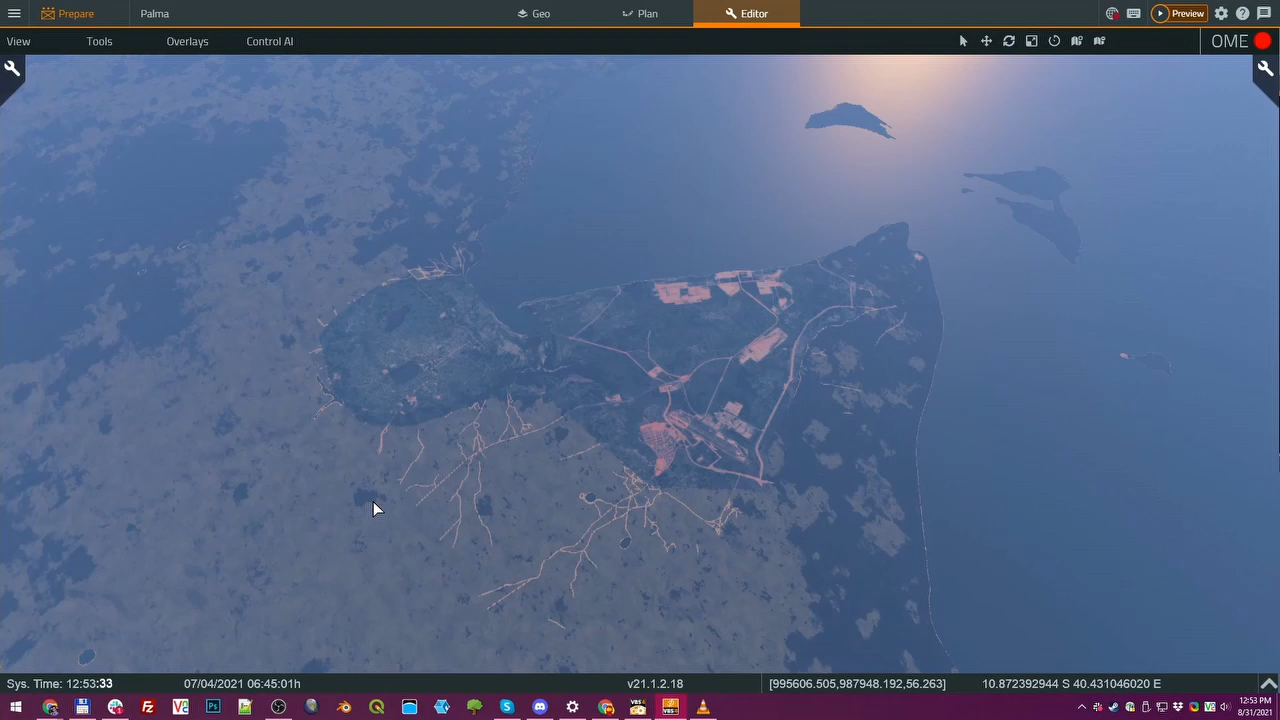 Prepare Palma Geo Plan Editor Preview
View Tools Overlays Control AI OME
Sys. Time: 12:53:33 07/04/2021 06:45:01h v21.1.2.18 [995606.505,987948.192,56.263] 10.872392944 S 40.431046020 E
12:53 PM
8/31/2021